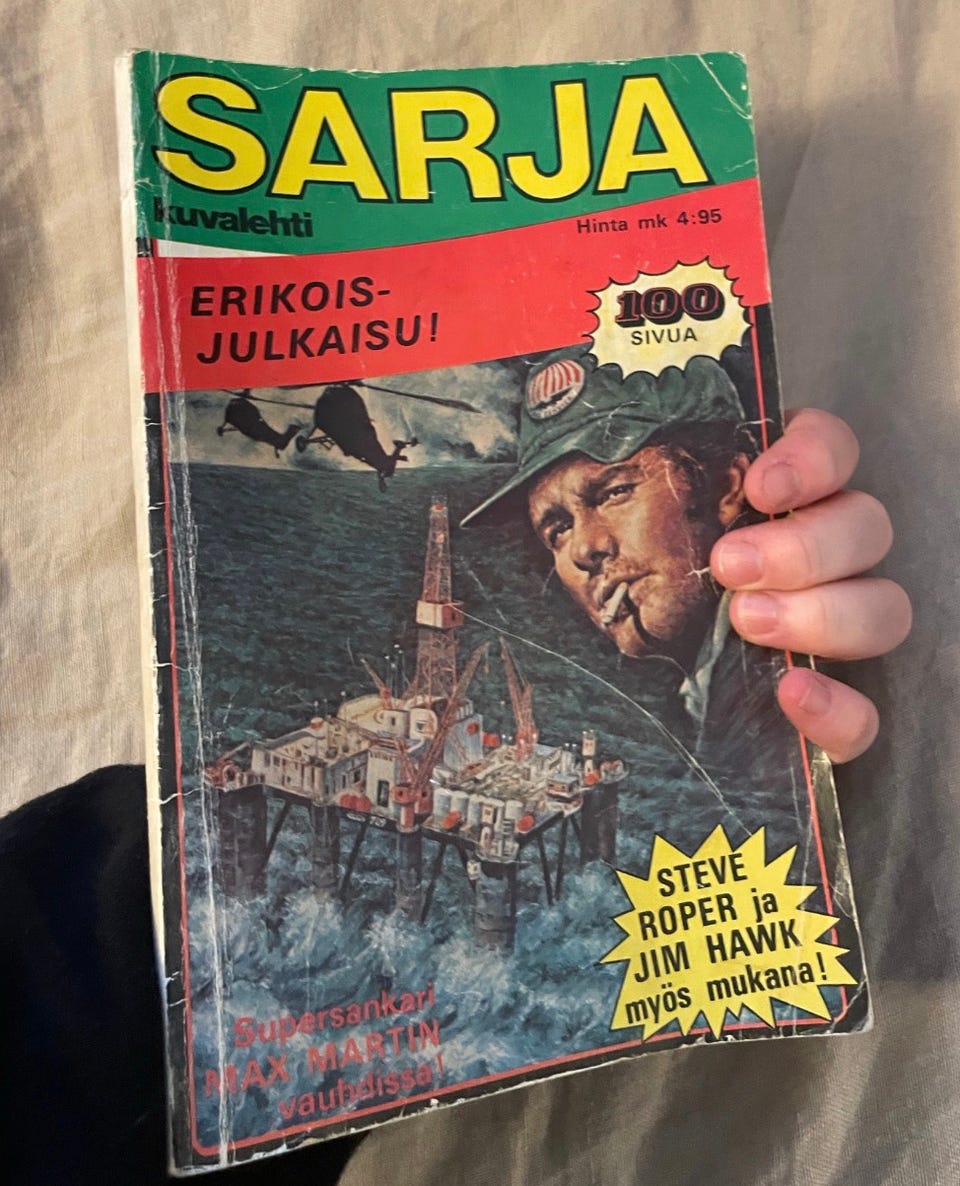 SARJA
kuvalehti
Hinta mk 4:95
ERIKOIS-
JULKAISU!
100
SIVUA
STEVE
ROPER ja
JIM HAWK
myös mukana!
Supersankari
MAX MARTIN
vauhdissa!